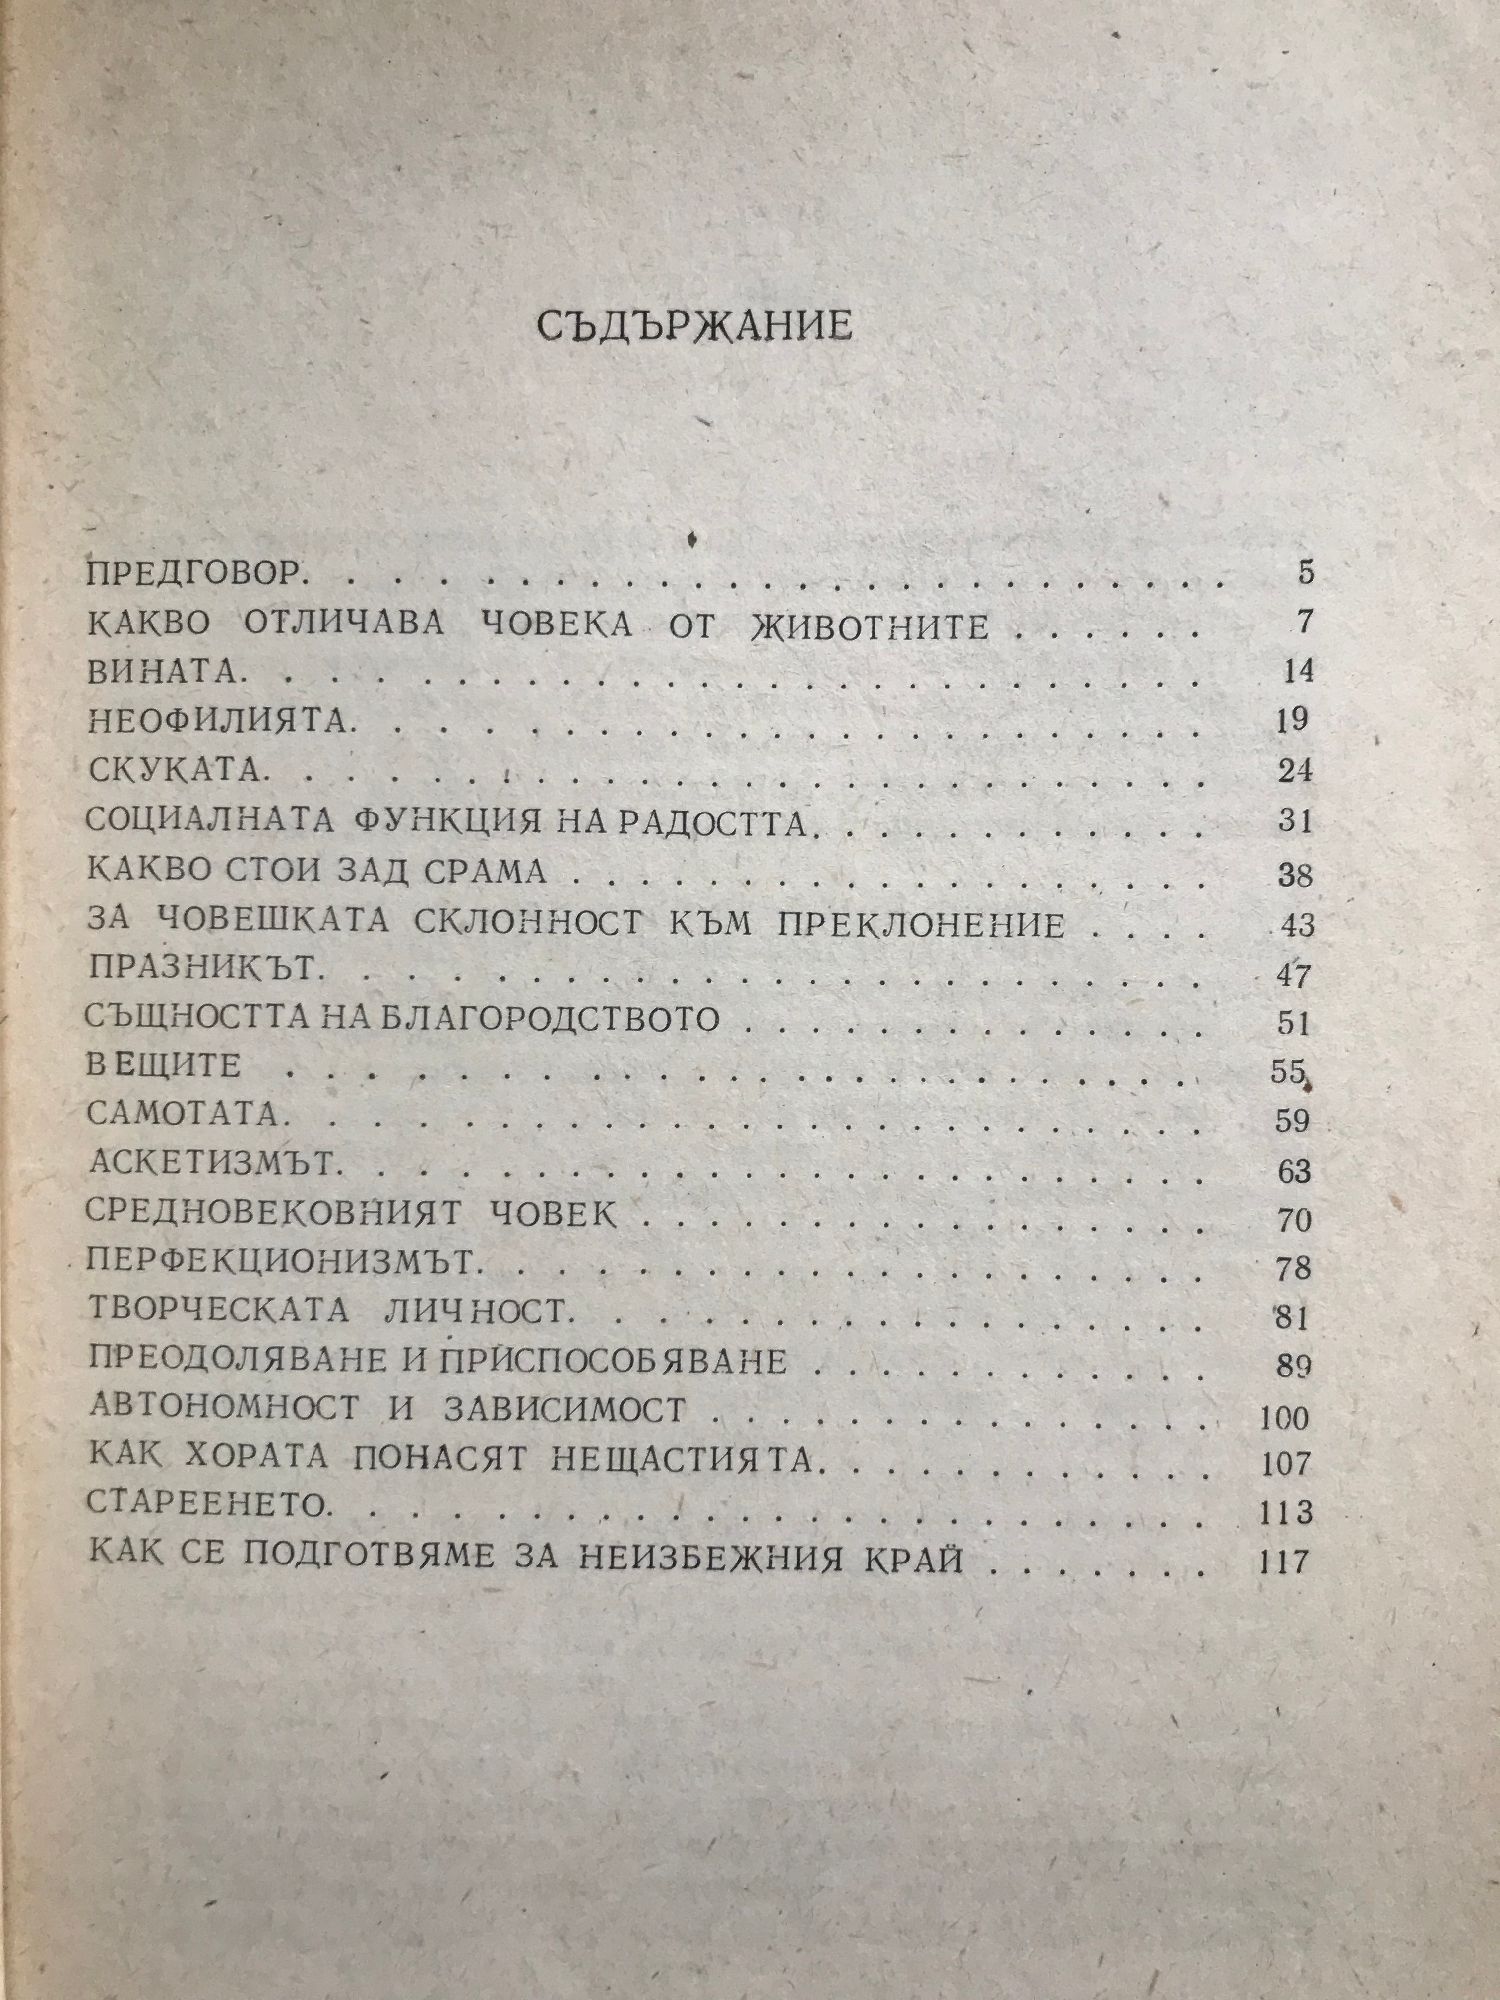 СЪДЪРЖАНИЕ
ПРЕДГОВОР. . . . . . . . . . . . . . . . . . . . . 5
КАКВО ОТЛИЧАВА ЧОВЕКА ОТ ЖИВОТНИТЕ . . . . . . 7
ВИНАТА. . . . . . . . . . . . . . . . . . . . . . 14
НЕОФИЛИЯТА. . . . . . . . . . . . . . . . . . . . 19
СКУКАТА. . . . . . . . . . . . . . . . . . . . . . 24
СОЦИАЛНАТА ФУНКЦИЯ НА РАДОСТТА. . . . . . . . . . . . 31
КАКВО СТОИ ЗАД СРАМА . . . . . . . . . . . . . . . . . 38
ЗА ЧОВЕШКАТА СКЛОННОСТ КЪМ ПРЕКЛОНЕНИЕ . . . . 43
ПРАЗНИКЪТ. . . . . . . . . . . . . . . . . . . . . 47
СЪЩНОСТТА НА БЛАГОРОДСТВОТО . . . . . . . . . . . . . . 51
ВЕЩИТЕ . . . . . . . . . . . . . . . . . . . . . . 55
САМОТАТА. . . . . . . . . . . . . . . . . . . . . 59
АСКЕТИЗМЪТ. . . . . . . . . . . . . . . . . . . . 63
СРЕДНОВЕКОВНИЯТ ЧОВЕК . . . . . . . . . . . . . . . . 70
ПЕРФЕКЦИОНИЗМЪТ. . . . . . . . . . . . . . . . . . 78
ТВОРЧЕСКАТА ЛИЧНОСТ. . . . . . . . . . . . . . . 81
ПРЕОДОЛЯВАНЕ И ПРИСПОСОБЯВАНЕ . . . . . . . . . . . . 89
АВТОНОМНОСТ И ЗАВИСИМОСТ . . . . . . . . . . . . . . 100
КАК ХОРАТА ПОНАСЯТ НЕЩАСТИЯТА. . . . . . . . . . . . 107
СТАРЕЕНЕТО. . . . . . . . . . . . . . . . . . . . 113
КАК СЕ ПОДГОТВЯМЕ ЗА НЕИЗБЕЖНИЯ КРАЙ . . . . . . . 117